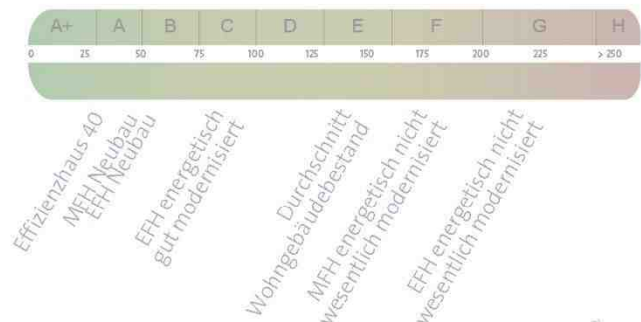 A+ A B C D E F G H
0 25 50 75 100 125 150 175 200 225 > 250
Effizienzhaus 40
MFH Neubau
EFH Neubau
EFH energetisch
gut modernisiert
Durchschnitt
Wohngebäudebestand
MFH energetisch nicht
wesentlich modernisiert
EFH energetisch nicht
wesentlich modernisiert